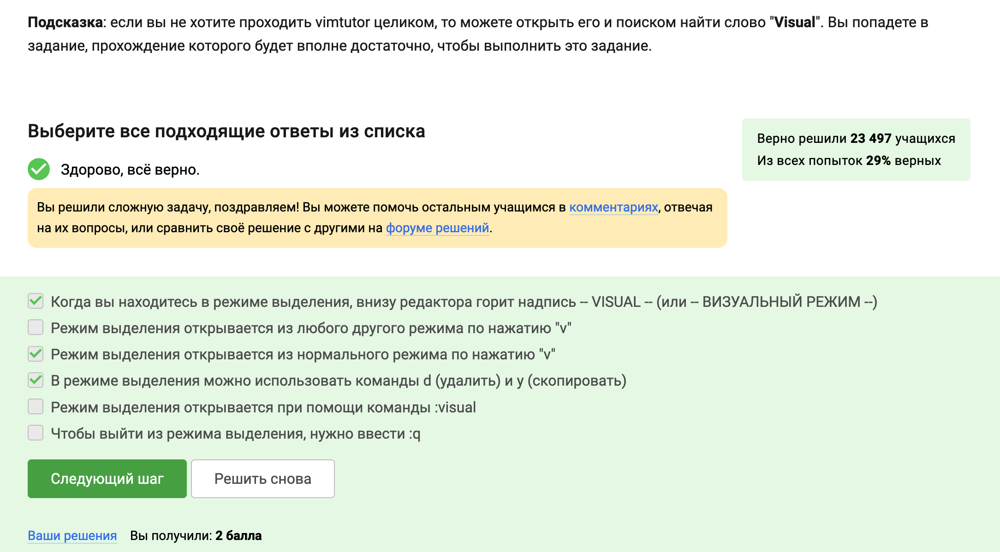 Подсказка: если вы не хотите проходить vimtutor целиком, то можете открыть его и поиском найти слово "Visual". Вы попадете в
задание, прохождение которого будет вполне достаточно, чтобы выполнить это задание.
Выберите все подходящие ответы из списка
Верно решили 23 497 учащихся
Из всех попыток 29% верных
Здорово, всё верно.
Вы решили сложную задачу, поздравляем! Вы можете помочь остальным учащимся в комментариях, отвечая
на их вопросы, или сравнить своё решение с другими на форуме решений.
Когда вы находитесь в режиме выделения, внизу редактора горит надпись -- VISUAL -- (или -- ВИЗУАЛЬНЫЙ РЕЖИМ --)
Режим выделения открывается из любого другого режима по нажатию "v"
Режим выделения открывается из нормального режима по нажатию "v"
В режиме выделения можно использовать команды d (удалить) и y (скопировать)
Режим выделения открывается при помощи команды :visual
Чтобы выйти из режима выделения, нужно ввести :q
Следующий шаг
Решить снова
Ваши решения Вы получили: 2 балла